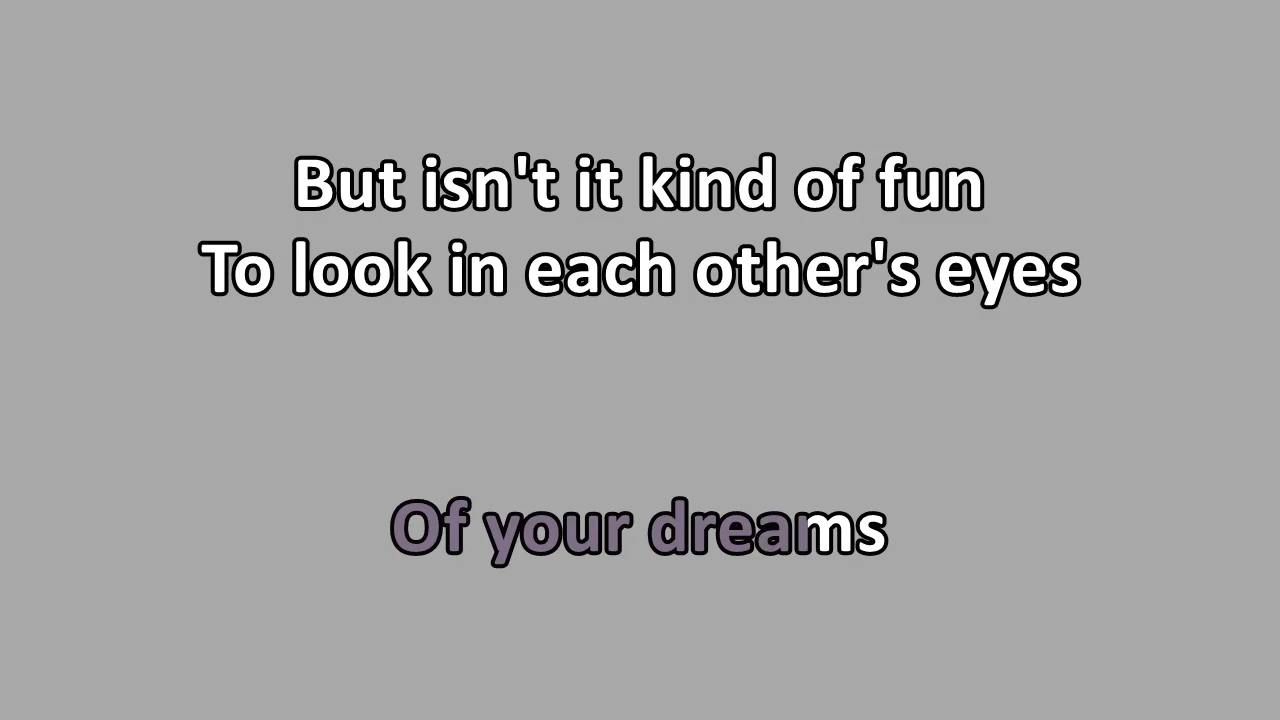 But isn't it kind of fun
To look in each other's eyes
Of your dreams